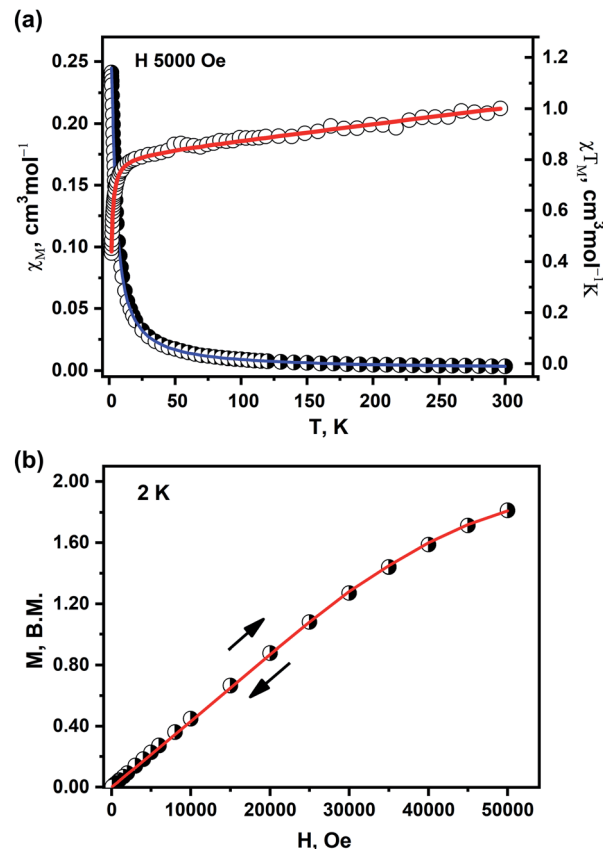 (a)
H 5000 Oe
0.25
0.20
0.15
0.10
0.05
0.00
χM, cm³mol⁻¹
1.2
1.0
0.8
0.6
0.4
0.2
0.0
χTM, cm³mol⁻¹K
0 50 100 150 200 250 300
T, K
(b)
2 K
2.00
1.60
1.20
0.80
0.40
0.00
M, B.M.
0 10000 20000 30000 40000 50000
H, Oe